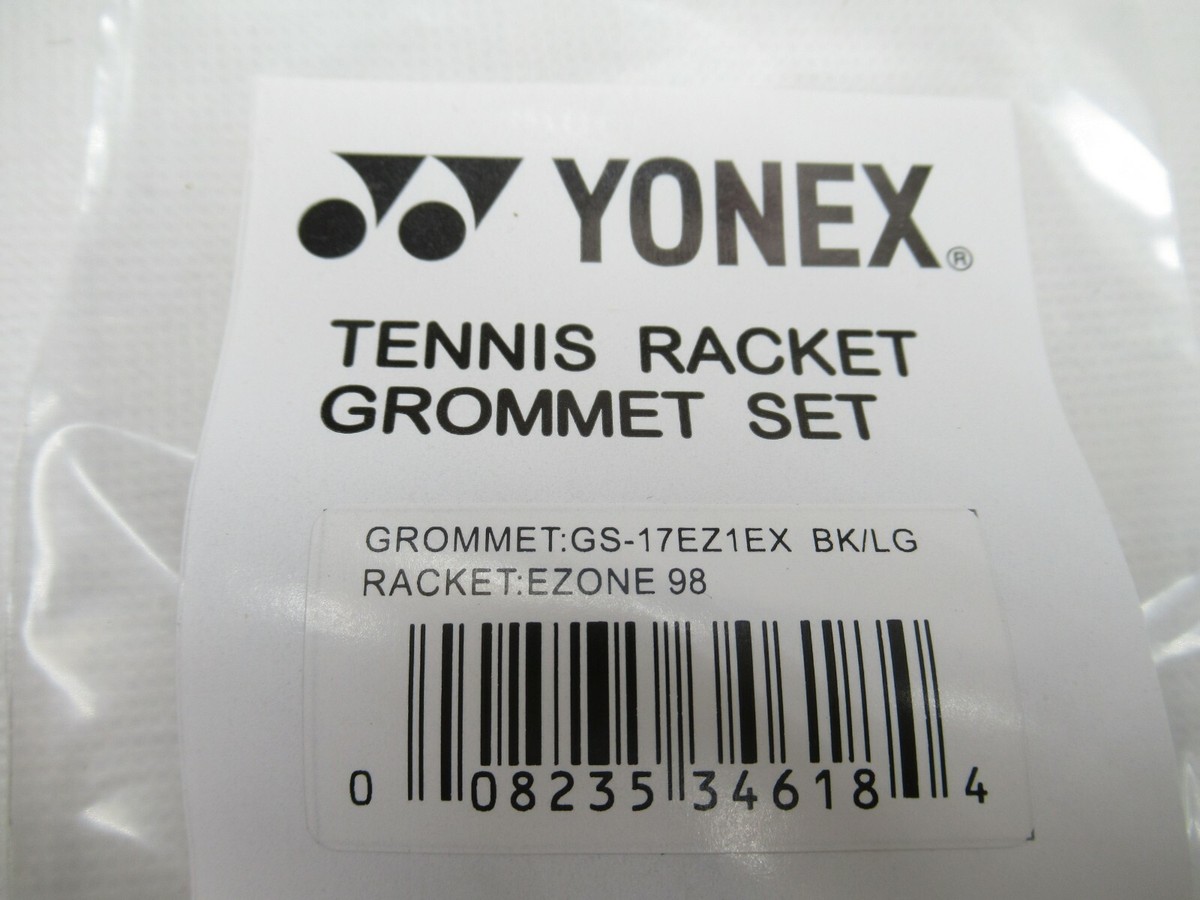 YONEX®
TENNIS RACKET
GROMMET SET
GROMMET:GS-17EZ1EX BK/LG
RACKET:EZONE 98
0 08235 34618 4